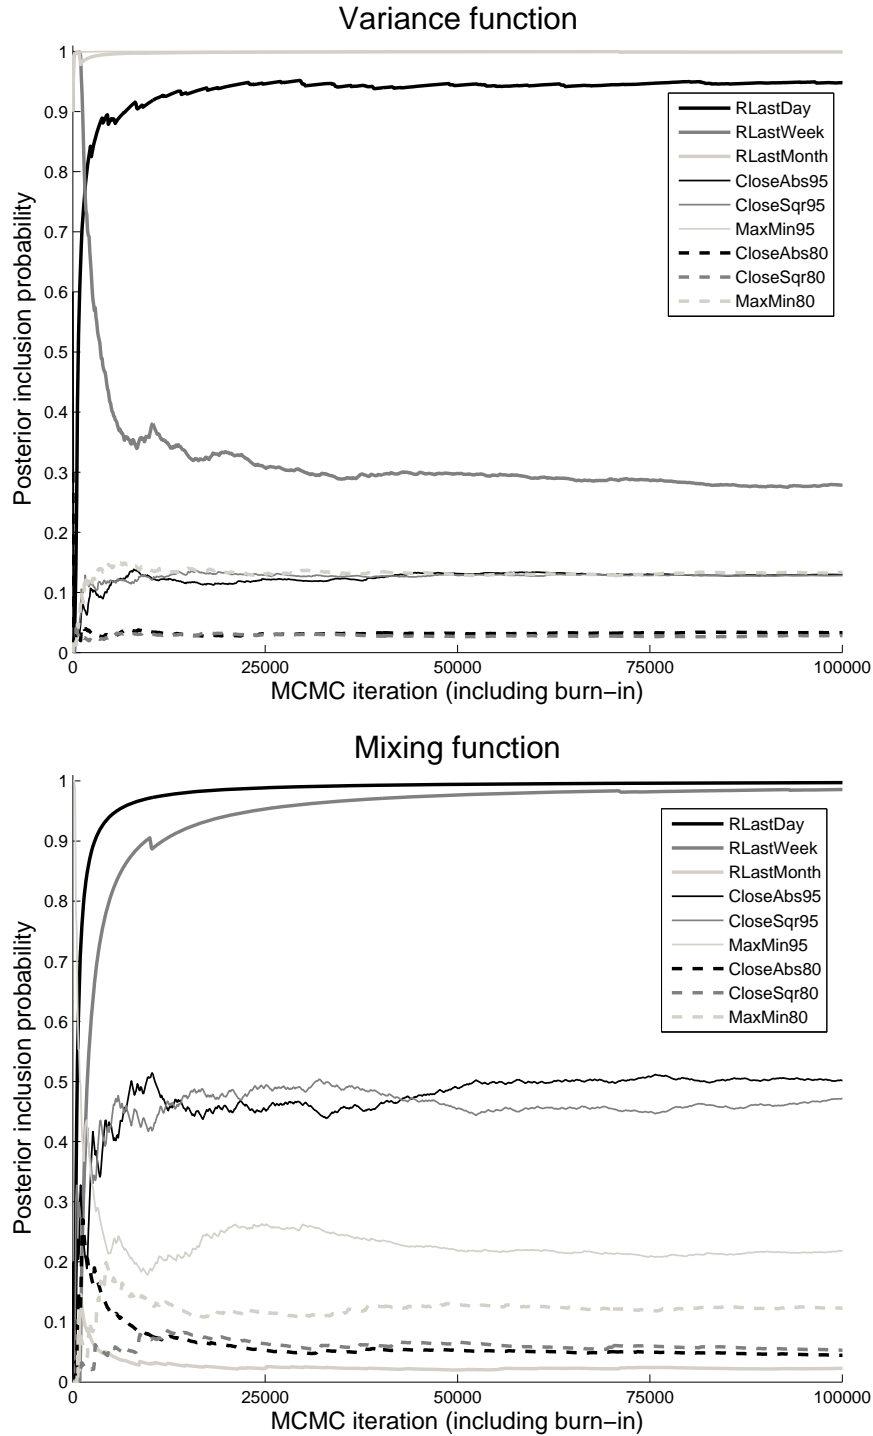 Variance function
Posterior inclusion probability
1
0.9
0.8
0.7
0.6
0.5
0.4
0.3
0.2
0.1
0
RLastDay
RLastWeek
RLastMonth
CloseAbs95
CloseSqr95
MaxMin95
CloseAbs80
CloseSqr80
MaxMin80
0 25000 50000 75000 100000
MCMC iteration (including burn−in)
Mixing function
Posterior inclusion probability
1
0.9
0.8
0.7
0.6
0.5
0.4
0.3
0.2
0.1
0
RLastDay
RLastWeek
RLastMonth
CloseAbs95
CloseSqr95
MaxMin95
CloseAbs80
CloseSqr80
MaxMin80
0 25000 50000 75000 100000
MCMC iteration (including burn−in)